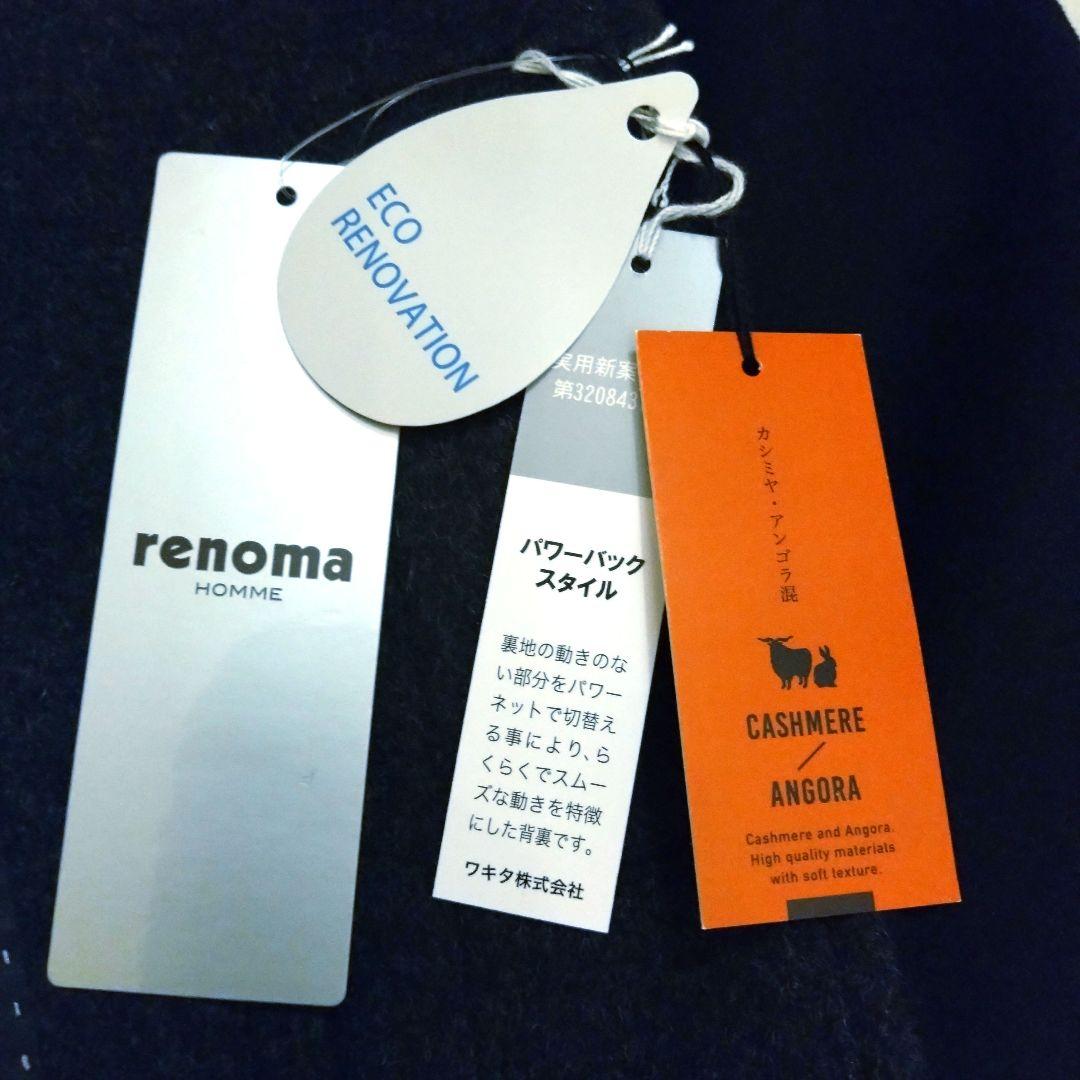 ECO
RENOVATION
renoma
HOMME
実用新案
第320843
パワーバック
スタイル
裏地の動きのな
い部分をパワー
ネットで切替え
る事により、ら
くらくでスムー
ズな動きを特徴
にした背裏です。
ワキタ株式会社
カシミヤ・アンゴラ混
CASHMERE
/
ANGORA
Cashmere and Angora.
High quality materials
with soft texture.